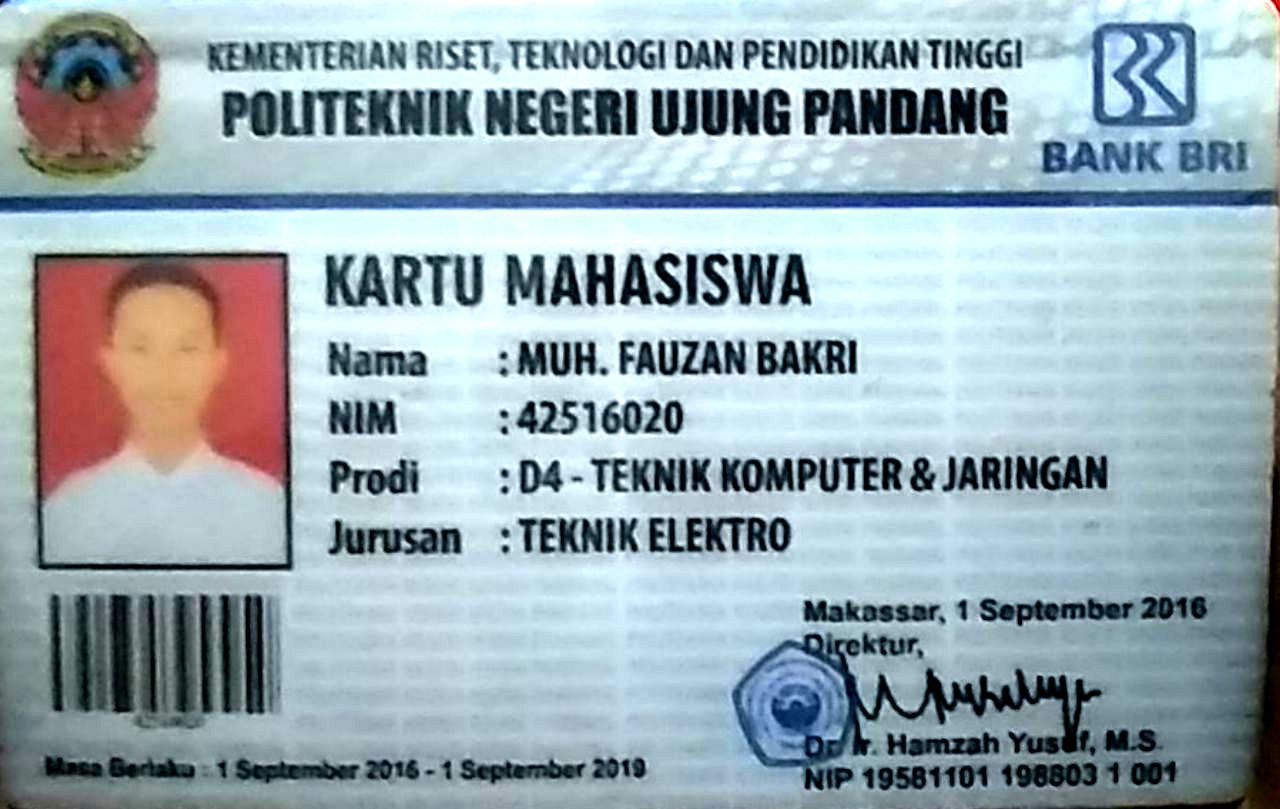 KEMENTERIAN RISET, TEKNOLOGI DAN PENDIDIKAN TINGGI
POLITEKNIK NEGERI UJUNG PANDANG
BANK BRI
KARTU MAHASISWA
Nama : MUH. FAUZAN BAKRI
NIM : 42516020
Prodi : D4 - TEKNIK KOMPUTER & JARINGAN
Jurusan : TEKNIK ELEKTRO
Makassar, 1 September 2016
Direktur,
Dr. Ir. Hamzah Yusuf, M.S.
NIP 19581101 198803 1 001
Masa Berlaku : 1 September 2016 - 1 September 2019